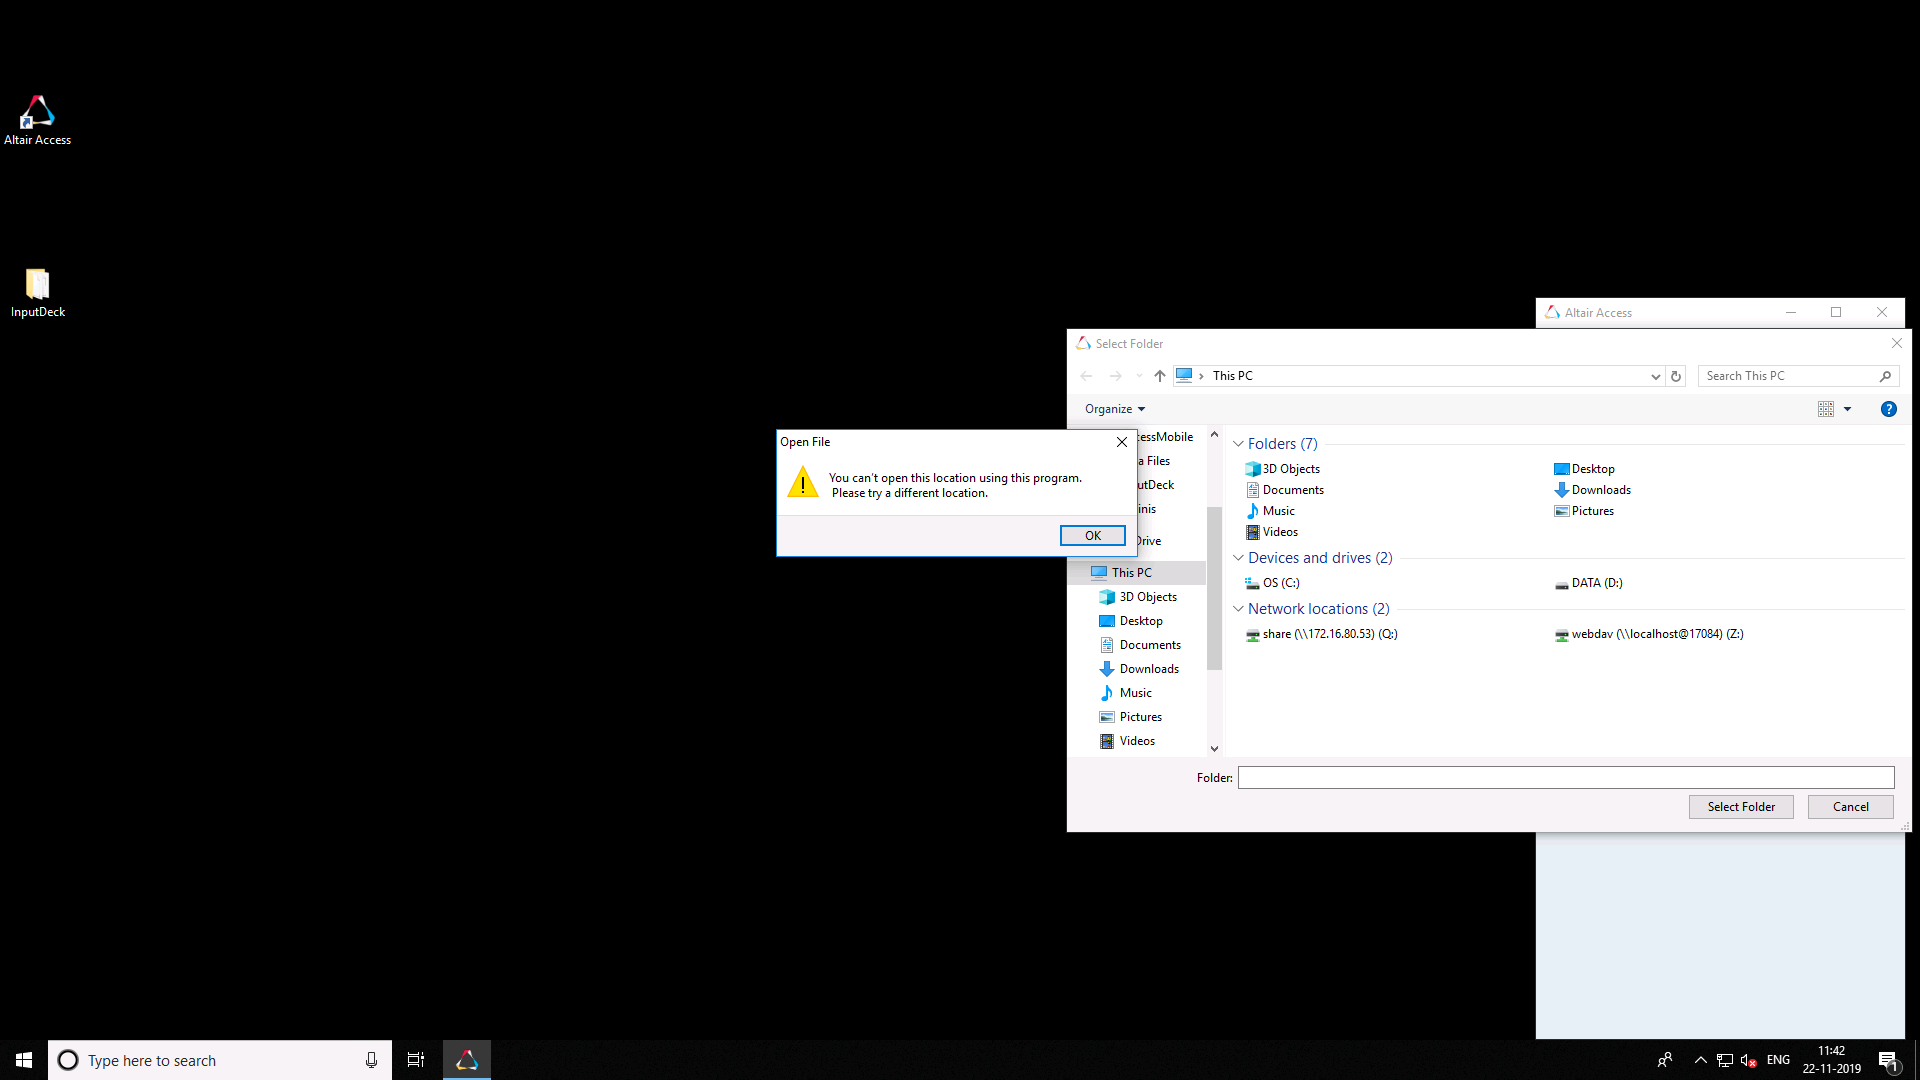 Altair Access
InputDeck
Altair Access
Select Folder
This PC
Search This PC
Organize
?
Open File
You can't open this location using this program.
Please try a different location.
OK
cessMobile
a Files
utDeck
inis
Drive
This PC
3D Objects
Desktop
Documents
Downloads
Music
Pictures
Videos
Folders (7)
3D Objects
Desktop
Documents
Downloads
Music
Pictures
Videos
Devices and drives (2)
OS (C:)
DATA (D:)
Network locations (2)
share (\\172.16.80.53) (Q:)
webdav (\\localhost@17084) (Z:)
Folder:
Select Folder
Cancel
Type here to search
ENG
11:42
22-11-2019
1